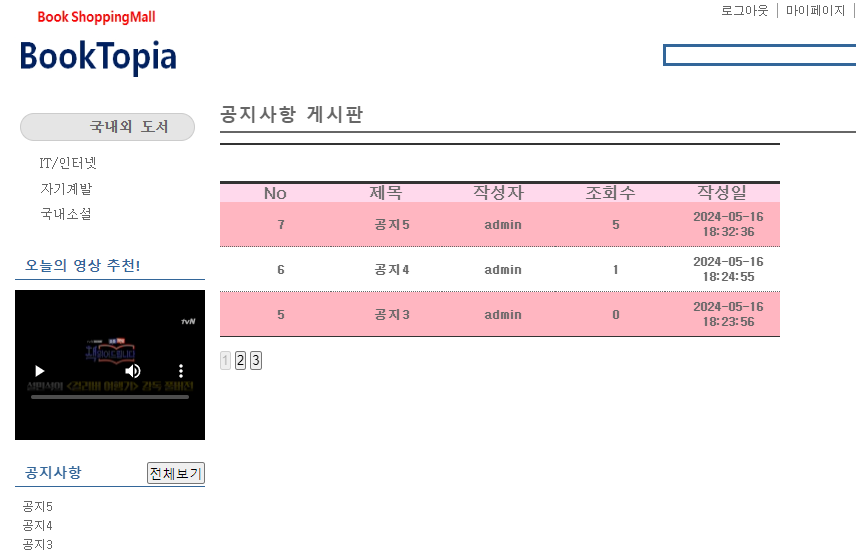 Book ShoppingMall
BookTopia
로그아웃 마이페이지
국내외 도서
IT/인터넷
자기계발
국내소설
오늘의 영상 추천!
tvN
공지사항 전체보기
공지5
공지4
공지3
공지사항 게시판
No 제목 작성자 조회수 작성일
7 공지5 admin 5 2024-05-16 18:32:36
6 공지4 admin 1 2024-05-16 18:24:55
5 공지3 admin 0 2024-05-16 18:23:56
1 2 3